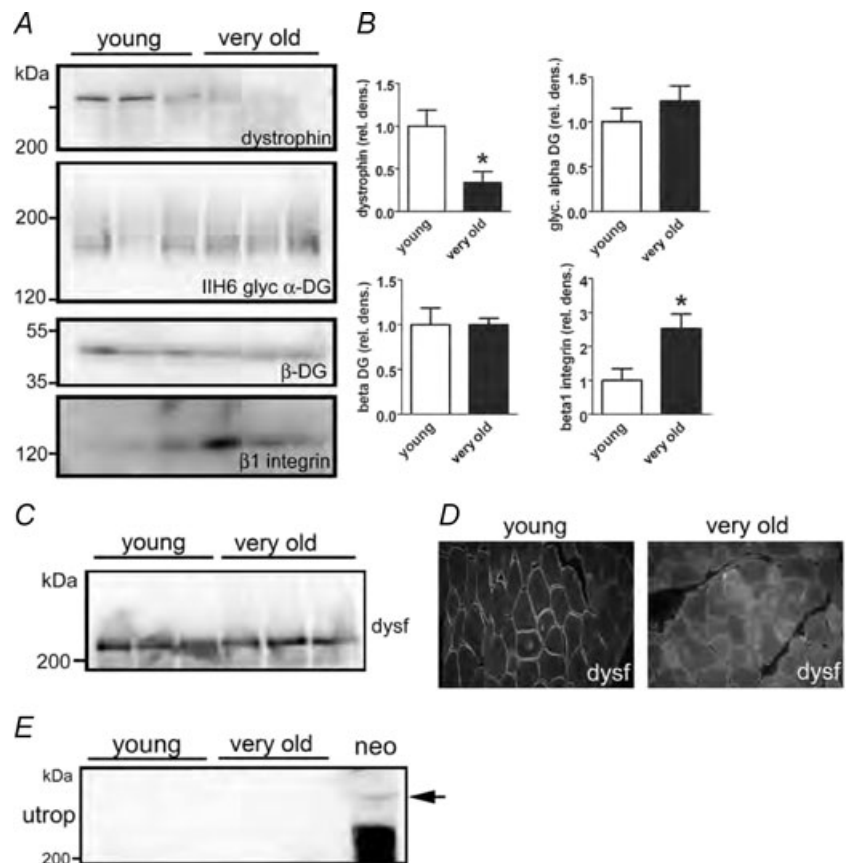 A
young very old
kDa
200
dystrophin
200
120
IIH6 glyc α-DG
55
35
β-DG
120
β1 integrin
B
dystrophin (rel. dens.)
1.5
1.0
0.5
0.0
*
young
very old
glyc. alpha DG (rel. dens.)
1.5
1.0
0.5
0.0
young
very old
beta DG (rel. dens.)
1.5
1.0
0.5
0.0
young
very old
beta1 integrin (rel. dens.)
4
3
2
1
0
*
young
very old
C
young very old
kDa
200
dysf
D
young very old
dysf dysf
E
young very old neo
kDa
utrop
200